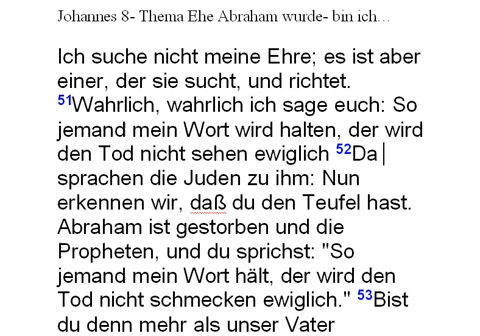 Johannes 8- Thema Ehe Abraham wurde- bin ich...
Ich suche nicht meine Ehre; es ist aber
einer, der sie sucht, und richtet.
51Wahrlich, wahrlich ich sage euch: So
jemand mein Wort wird halten, der wird
den Tod nicht sehen ewiglich 52Da
sprachen die Juden zu ihm: Nun
erkennen wir, daß du den Teufel hast.
Abraham ist gestorben und die
Propheten, und du sprichst: "So
jemand mein Wort hält, der wird den
Tod nicht schmecken ewiglich." 53Bist
du denn mehr als unser Vater